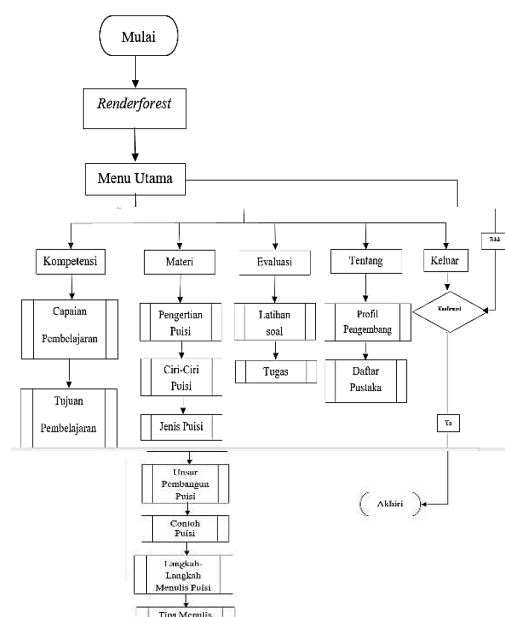 Mulai
Renderforest
Menu Utama
Kompetensi
Materi
Evaluasi
Tentang
Keluar
Tidak
Capaian
Pembelajaran
Pengertian
Puisi
Latihan
soal
Profil
Pengembang
Konfirmasi
Tujuan
Pembelajaran
Ciri-Ciri
Puisi
Tugas
Daftar
Pustaka
Jenis Puisi
Ya
Unsur
Pembangun
Puisi
Akhiri
Contoh
Puisi
Langkah-
Langkah
Menulis Puisi
Tips Menulis